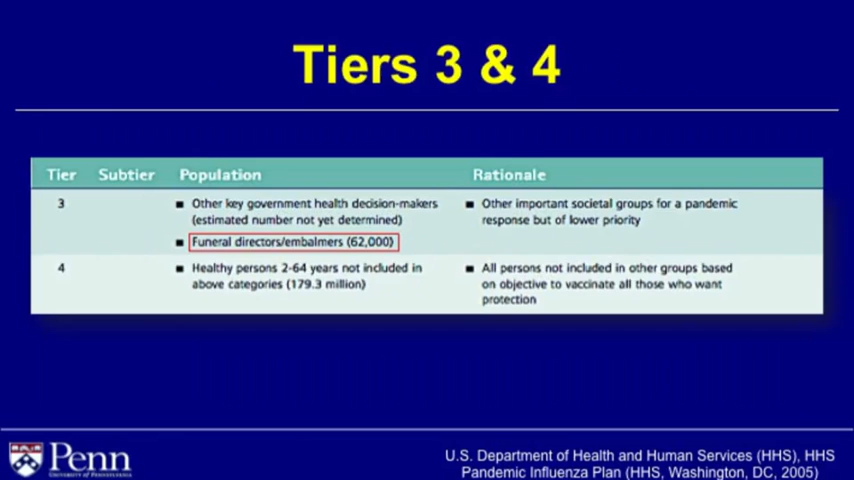 Tiers 3 & 4
Tier Subtier Population Rationale
3
■ Other key government health decision-makers
(estimated number not yet determined)
■ Funeral directors/embalmers (62,000)
■ Other important societal groups for a pandemic
response but of lower priority
4
■ Healthy persons 2-64 years not included in
above categories (179.3 million)
■ All persons not included in other groups based
on objective to vaccinate all those who want
protection
Penn
UNIVERSITY OF PENNSYLVANIA
U.S. Department of Health and Human Services (HHS), HHS
Pandemic Influenza Plan (HHS, Washington, DC, 2005)